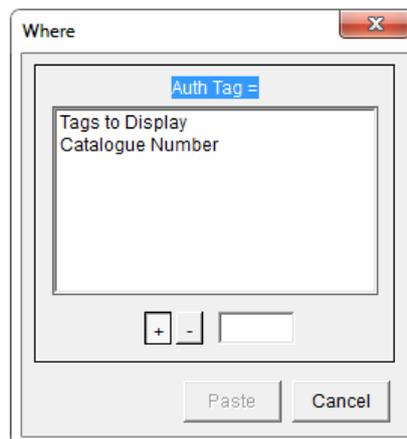 Where
Auth Tag =
Tags to Display
Catalogue Number
+ -
Paste Cancel